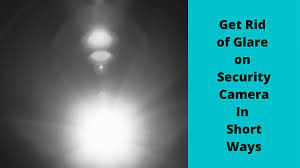 Get Rid
of Glare
on
Security
Camera
In
Short
Ways